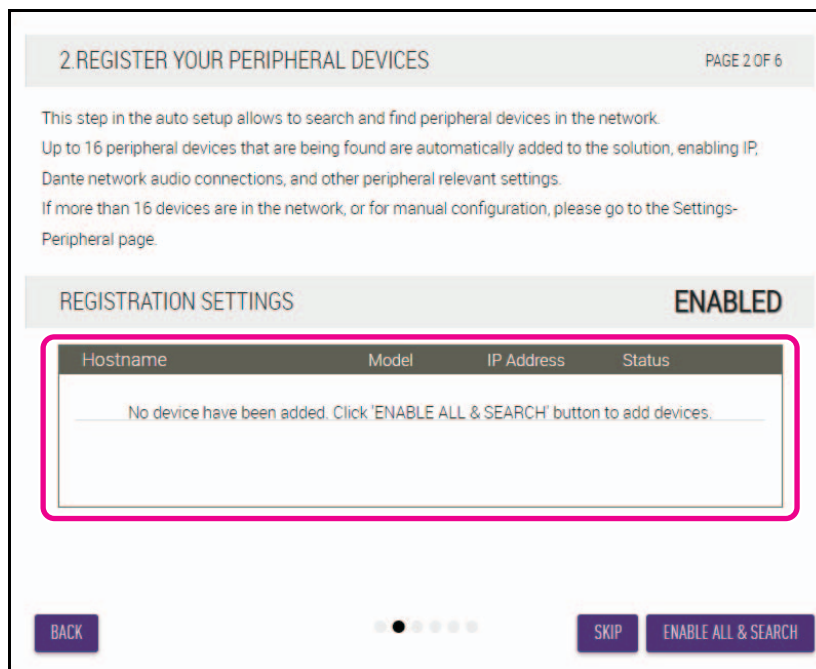 2.REGISTER YOUR PERIPHERAL DEVICES PAGE 2 OF 6
This step in the auto setup allows to search and find peripheral devices in the network.
Up to 16 peripheral devices that are being found are automatically added to the solution, enabling IP,
Dante network audio connections, and other peripheral relevant settings.
If more than 16 devices are in the network, or for manual configuration, please go to the Settings-
Peripheral page.
REGISTRATION SETTINGS ENABLED
Hostname Model IP Address Status
No device have been added. Click 'ENABLE ALL & SEARCH' button to add devices.
BACK SKIP ENABLE ALL & SEARCH